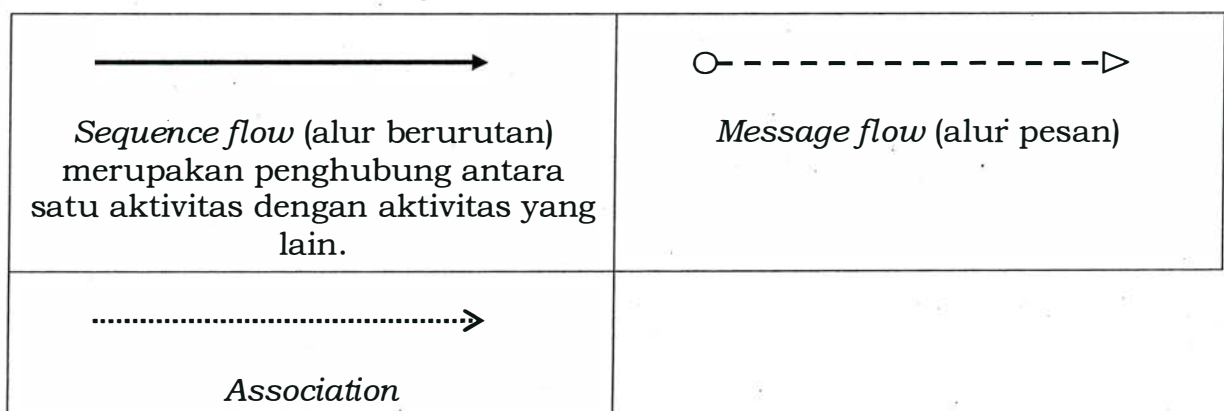 Sequence flow (alur berurutan)
merupakan penghubung antara
satu aktivitas dengan aktivitas yang
lain.
Message flow (alur pesan)
Association